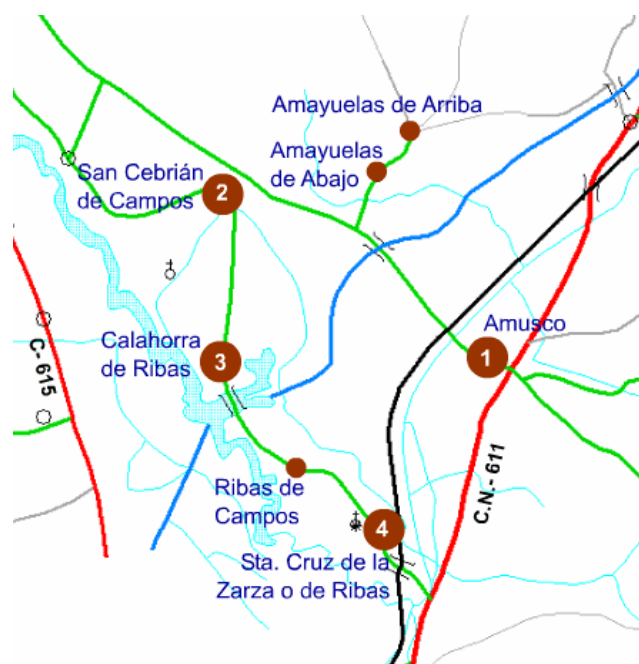 Amayuelas de Arriba
Amayuelas
de Abajo
San Cebrián
de Campos
2
Amusco
1
Calahorra
de Ribas
3
C- 615
C.N.- 611
Ribas de
Campos
4
Sta. Cruz de la
Zarza o de Ribas